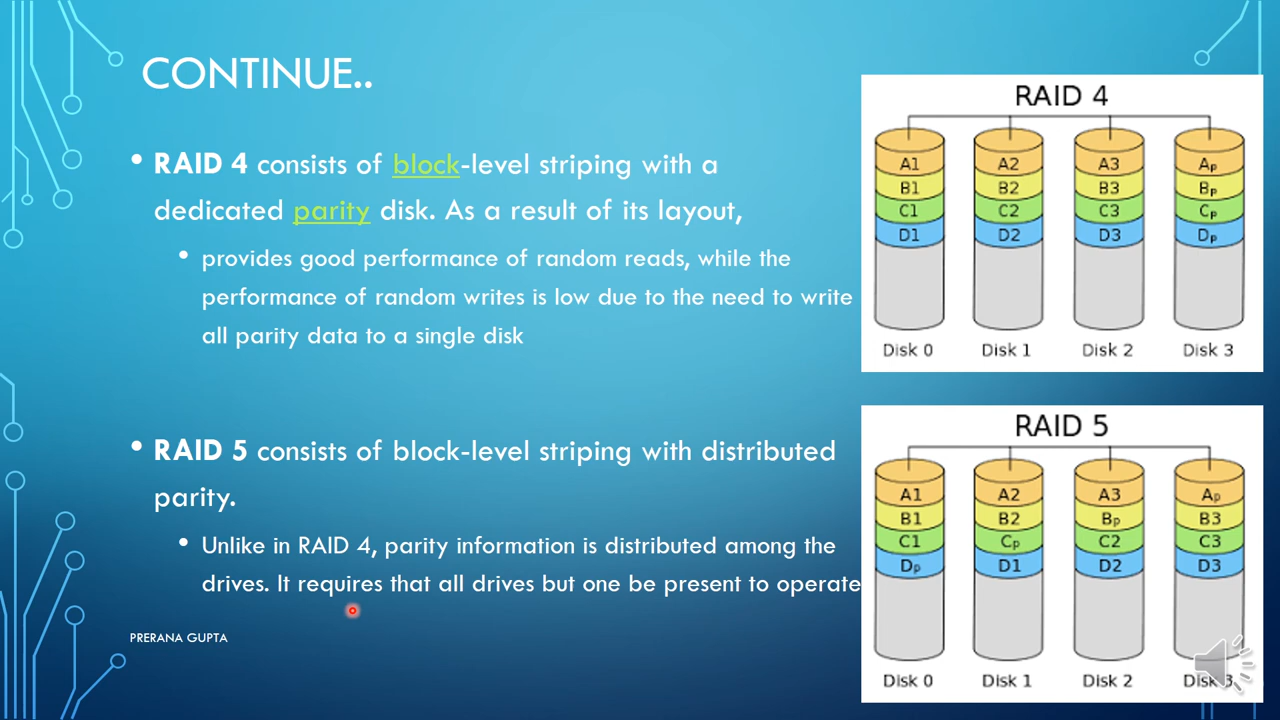 CONTINUE..
• RAID 4 consists of block-level striping with a
dedicated parity disk. As a result of its layout,
• provides good performance of random reads, while the
performance of random writes is low due to the need to write
all parity data to a single disk
• RAID 5 consists of block-level striping with distributed
parity.
• Unlike in RAID 4, parity information is distributed among the
drives. It requires that all drives but one be present to operate
PRERANA GUPTA
RAID 4
A1 A2 A3 Ap
B1 B2 B3 Bp
C1 C2 C3 Cp
D1 D2 D3 Dp
Disk 0 Disk 1 Disk 2 Disk 3
RAID 5
A1 A2 A3 Ap
B1 B2 Bp B3
C1 Cp C2 C3
Dp D1 D2 D3
Disk 0 Disk 1 Disk 2 Disk 3